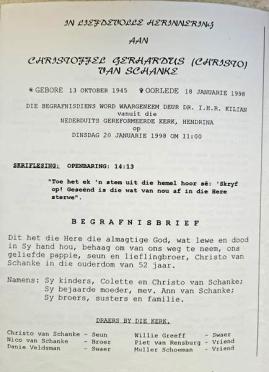 IN LIEFDEVOLLE HERINNERING
AAN
CHRISTOFFEL GERHARDUS (CHRISTO)
VAN SCHANKE
* GEBORE 13 OKTOBER 1945 ✡ OORLEDE 18 JANUARIE 1998
DIE BEGRAFNISDIENS WORD WAARGENEEM DEUR DR. I.H.R. KILIAN
vanuit die
NEDERDUITS GEREFORMEERDE KERK, HENDRINA
op
DINSDAG 20 JANUARIE 1998 OM 11:00
SKRIFLESING: OPENBARING: 14:13
"Toe het ek 'n stem uit die hemel hoor sê: 'Skryf
op! Geseënd is die wat van nou af in die Here
sterwe".
BEGRAFNISBRIEF
Dit het die Here die almagtige God, wat lewe en dood
in Sy hand hou, behaag om van ons weg te neem, ons
geliefde pappie, seun en lieflingbroer, Christo van
Schanke in die ouderdom van 52 jaar.
Namens: Sy kinders, Colette en Christo van Schanke;
Sy bejaarde moeder, mev. Ann van Schanke;
Sy broers, susters en familie.
DRAERS BY DIE KERK.
Christo van Schanke - Seun Willie Greeff - Swaer
Nico van Schanke - Broer Piet van Rensburg - Vriend
Danie Veldsman - Swaer Muller Schoeman - Vriend